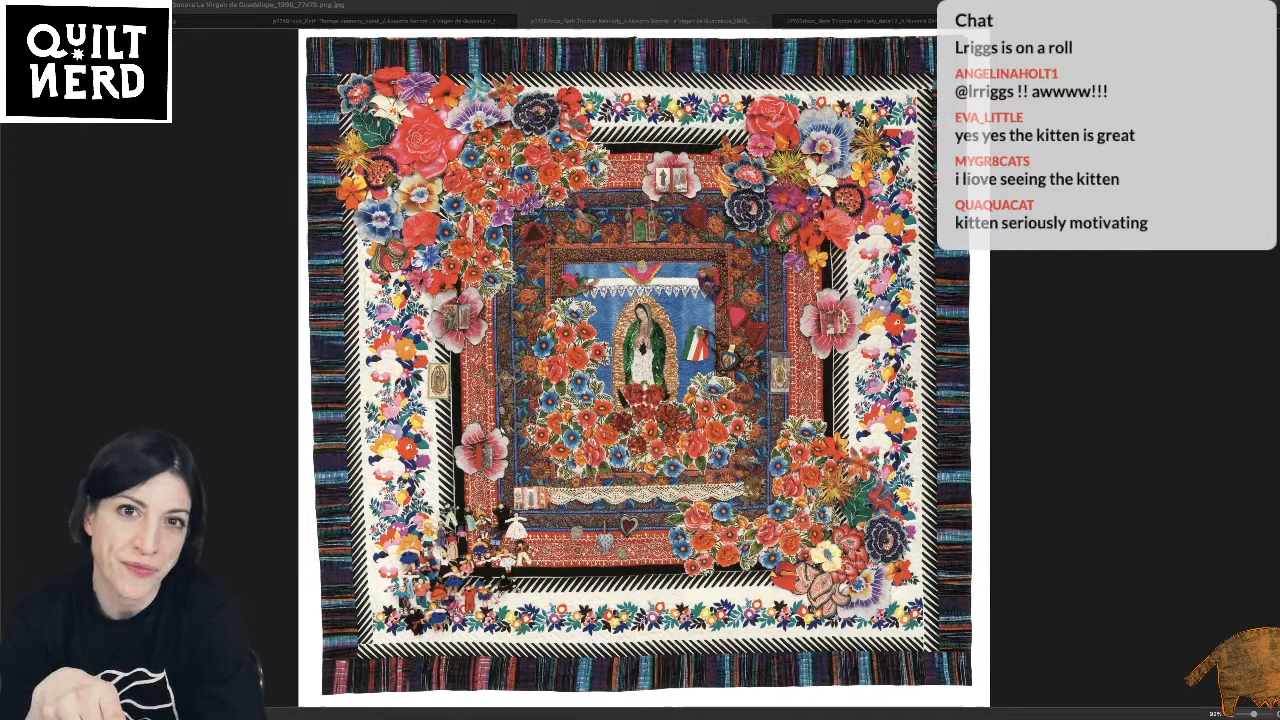 QUiLT
NERD
Chat
Lriggs is on a roll
ANGELINAHOLT1
@lrriggs !! awwww!!!
EVA_LITTLE
yes yes the kitten is great
MYGR8CATS
i liove seeing the kitten
QUAQUACAT
kitten seriously motivating
92%